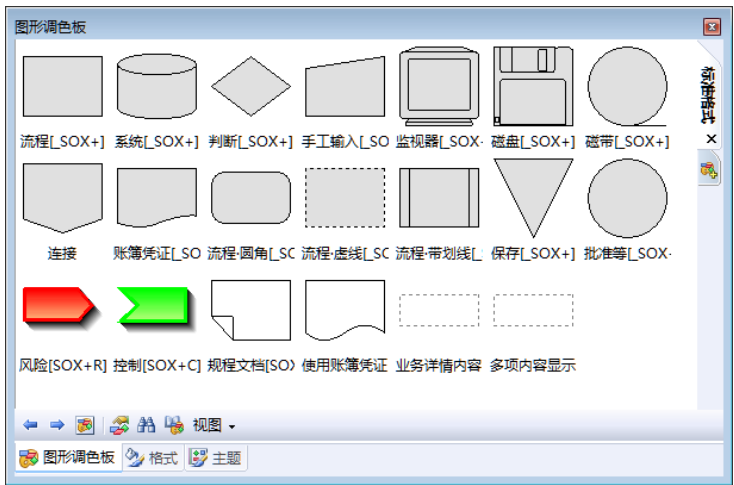 图形调色板
流程[_SOX+] 系统[_SOX+] 判断[_SOX+] 手工输入[_SO 监视器[_SOX- 磁盘[_SOX+] 磁带[_SOX+]
标准格式
连接 账簿凭证[_SO 流程·圆角[_SC 流程·虚线[_SC 流程·带划线[_ 保存[_SOX+] 批准等[_SOX-
风险[SOX+R] 控制[SOX+C] 规程文档[SO) 使用账簿凭证 业务详情内容 多项内容显示
视图
图形调色板 格式 主题